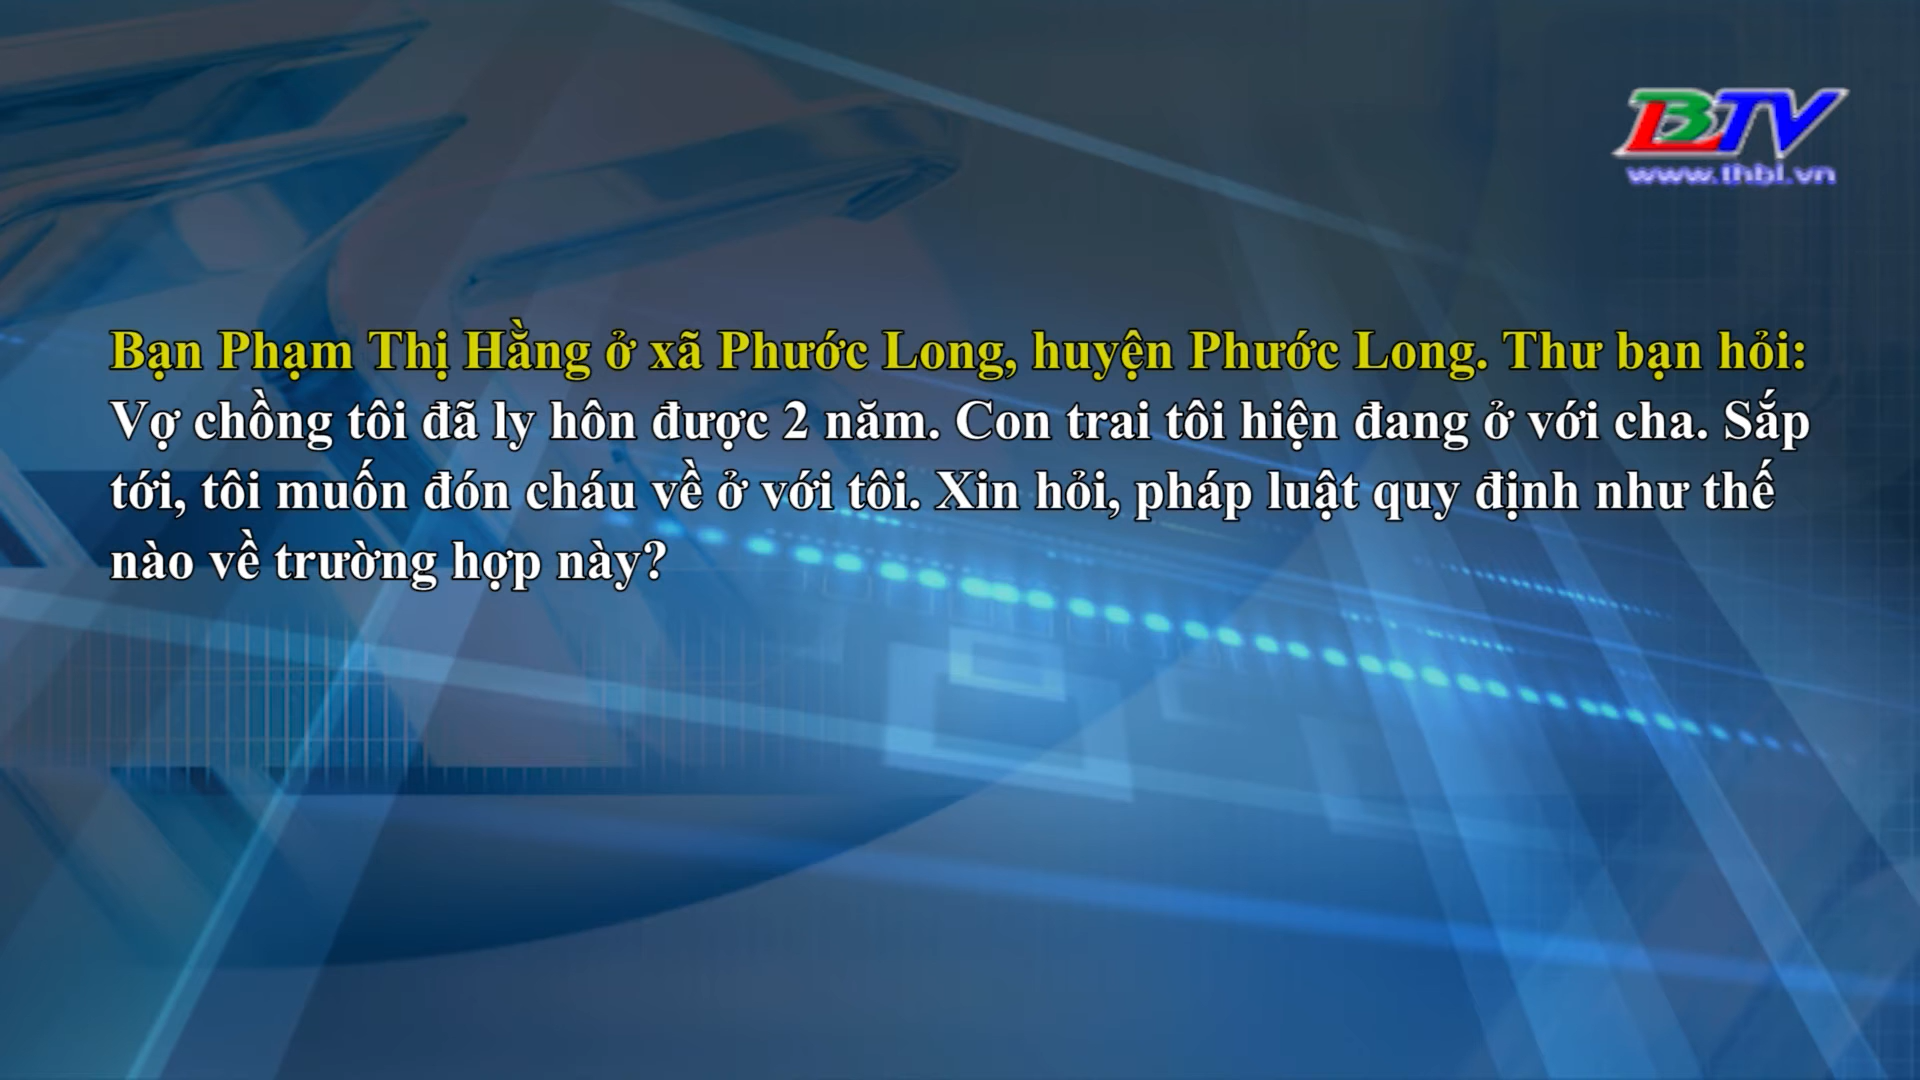 BTV
www.thbl.vn
Bạn Phạm Thị Hằng ở xã Phước Long, huyện Phước Long. Thư bạn hỏi:
Vợ chồng tôi đã ly hôn được 2 năm. Con trai tôi hiện đang ở với cha. Sắp
tới, tôi muốn đón cháu về ở với tôi. Xin hỏi, pháp luật quy định như thế
nào về trường hợp này?